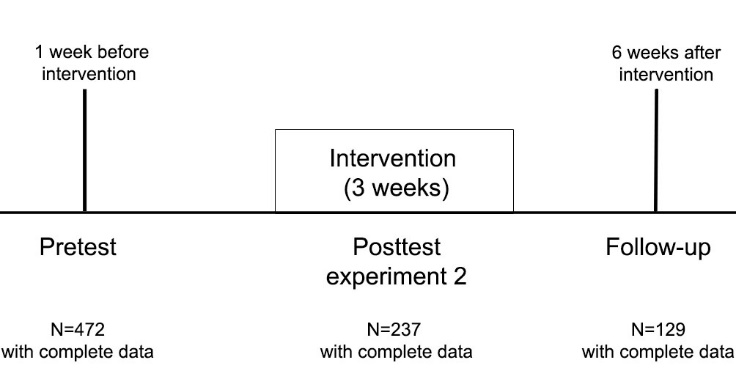 1 week before
intervention
6 weeks after
intervention
Intervention
(3 weeks)
Pretest
Posttest
experiment 2
Follow-up
N=472
with complete data
N=237
with complete data
N=129
with complete data